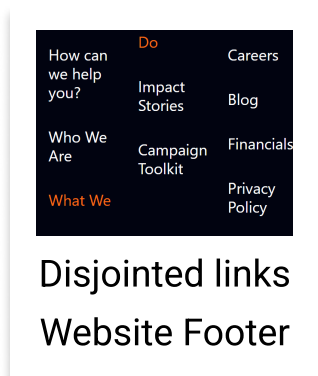 How can
we help
you?
Who We
Are
What We
Do
Impact
Stories
Campaign
Toolkit
Careers
Blog
Financials
Privacy
Policy
Disjointed links
Website Footer